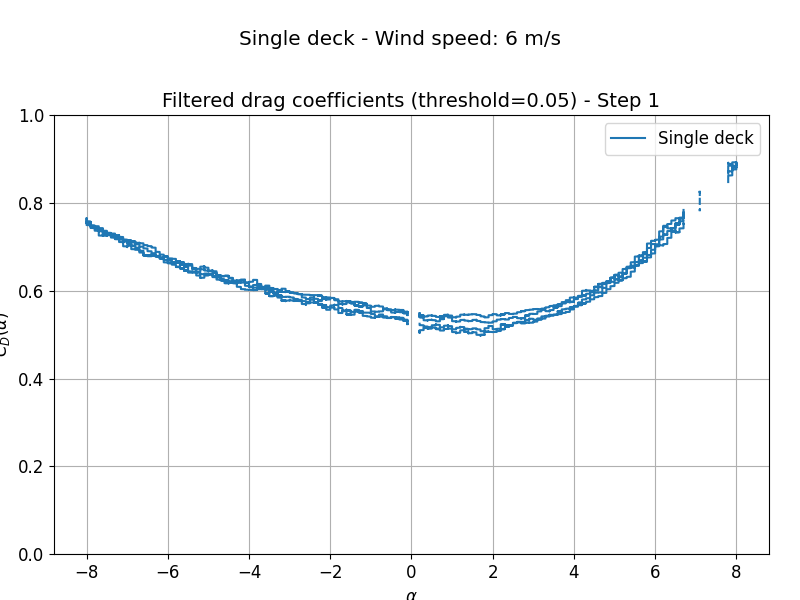 Single deck - Wind speed: 6 m/s
Filtered drag coefficients (threshold=0.05) - Step 1
Single deck
1.0
0.8
0.6
0.4
0.2
0.0
C_D(α)
−8 −6 −4 −2 0 2 4 6 8
α